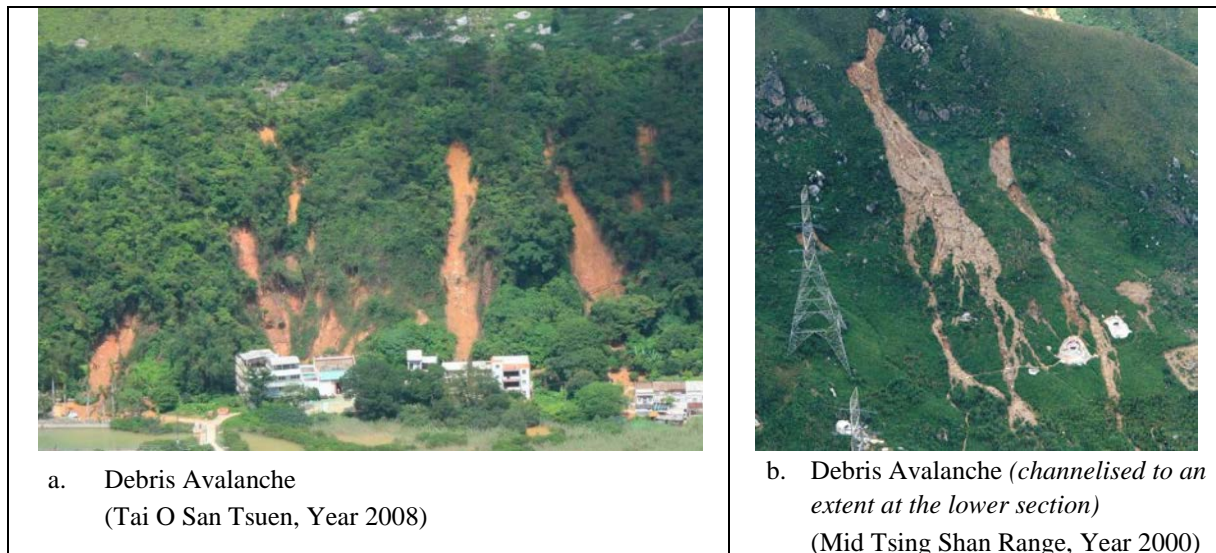 a. Debris Avalanche
(Tai O San Tsuen, Year 2008)
b. Debris Avalanche (channelised to an
extent at the lower section)
(Mid Tsing Shan Range, Year 2000)